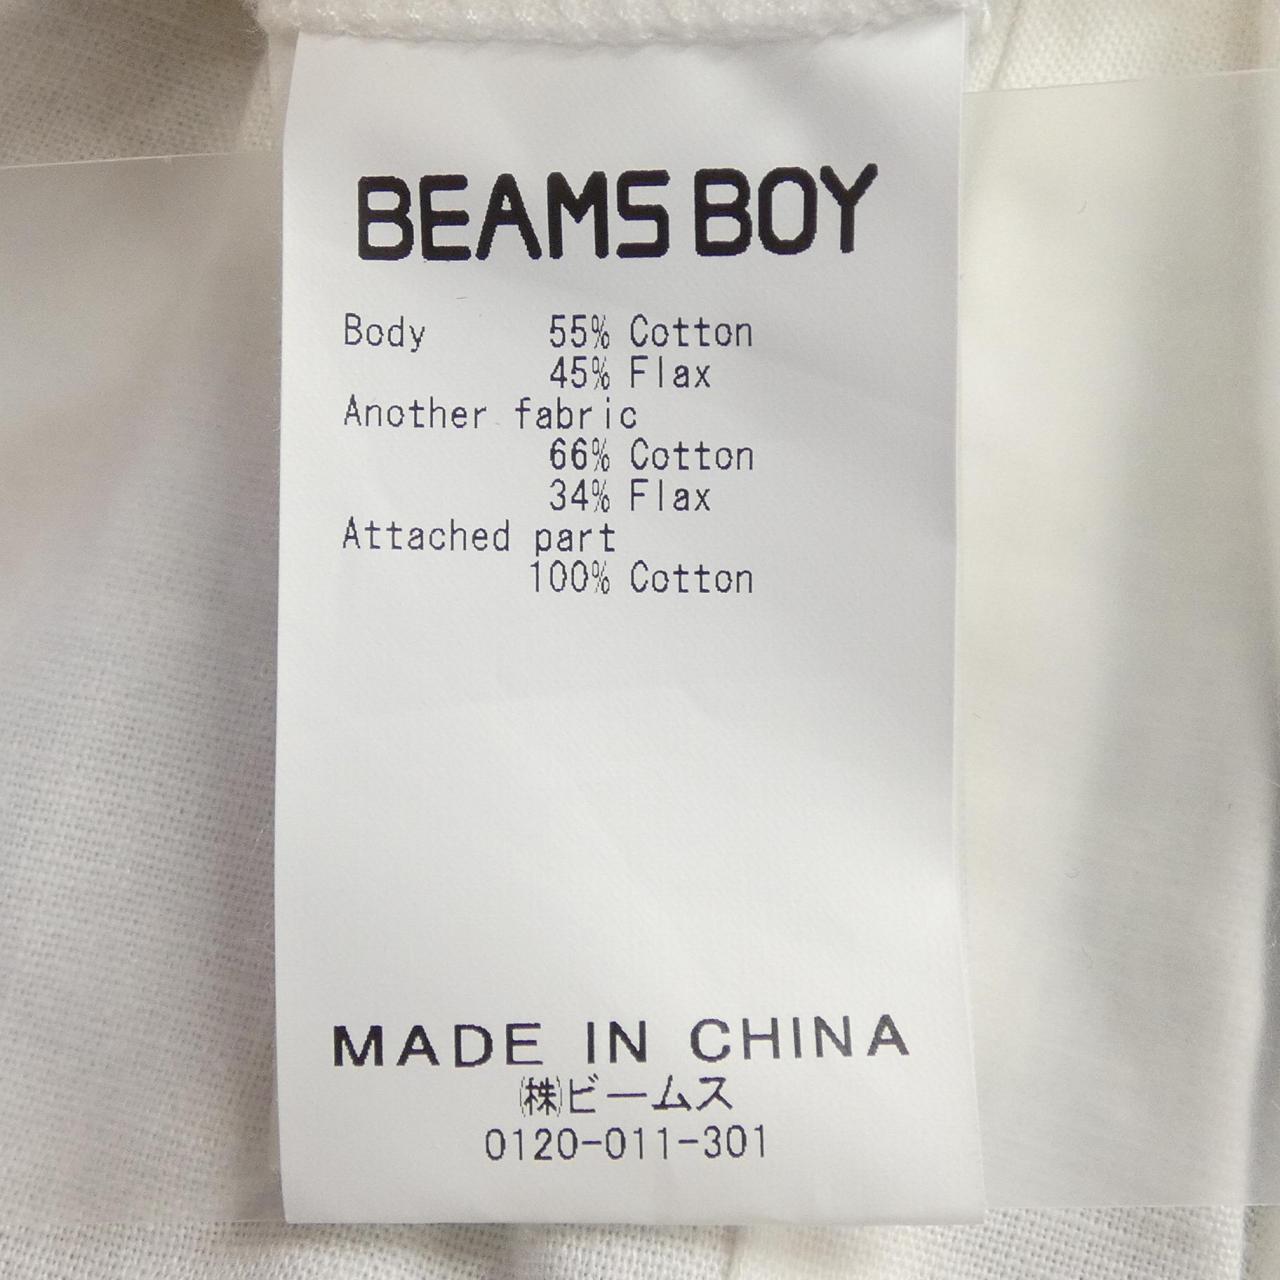 BEAMS BOY
Body 55% Cotton
45% Flax
Another fabric
66% Cotton
34% Flax
Attached part
100% Cotton
MADE IN CHINA
㈱ビームス
0120-011-301